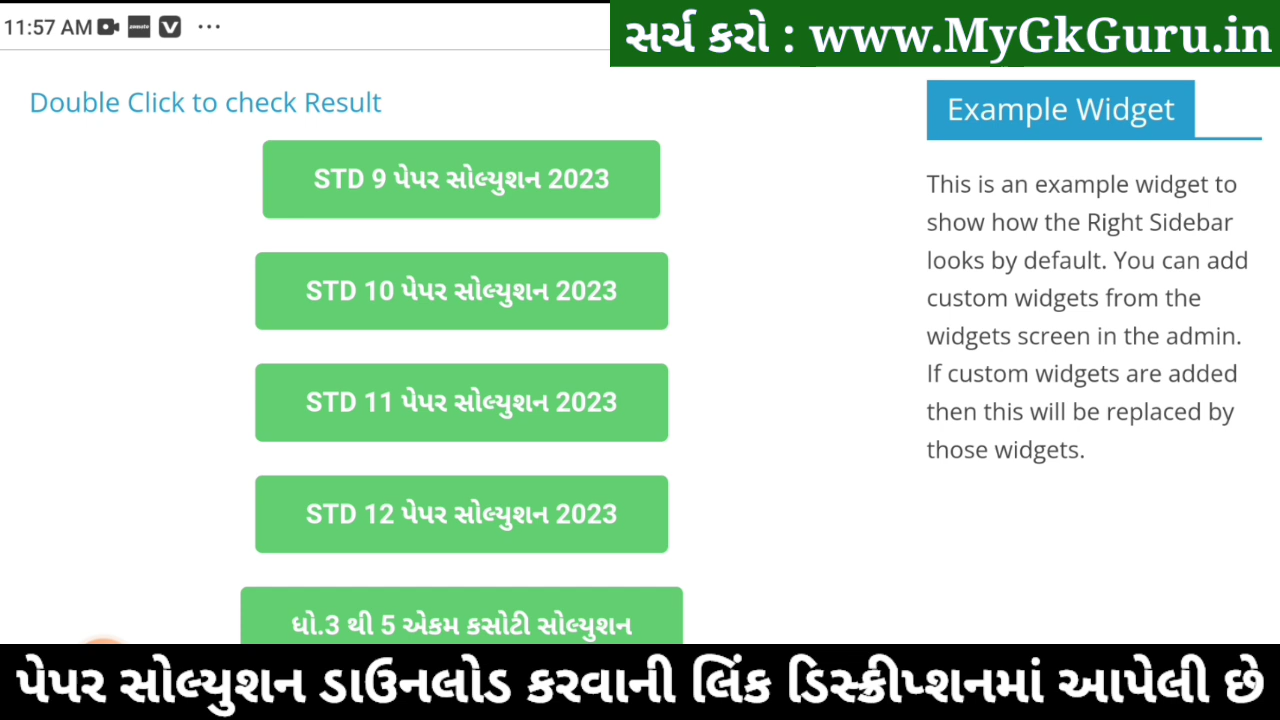 11:57 AM
સર્ચ કરો : www.MyGkGuru.in
Double Click to check Result
STD 9 પેપર સોલ્યુશન 2023
STD 10 પેપર સોલ્યુશન 2023
STD 11 પેપર સોલ્યુશન 2023
STD 12 પેપર સોલ્યુશન 2023
ધો.3 થી 5 એકમ કસોટી સોલ્યુશન
Example Widget
This is an example widget to
show how the Right Sidebar
looks by default. You can add
custom widgets from the
widgets screen in the admin.
If custom widgets are added
then this will be replaced by
those widgets.
પેપર સોલ્યુશન ડાઉનલોડ કરવાની લિંક ડિસ્ક્રીપ્શનમાં આપેલી છે